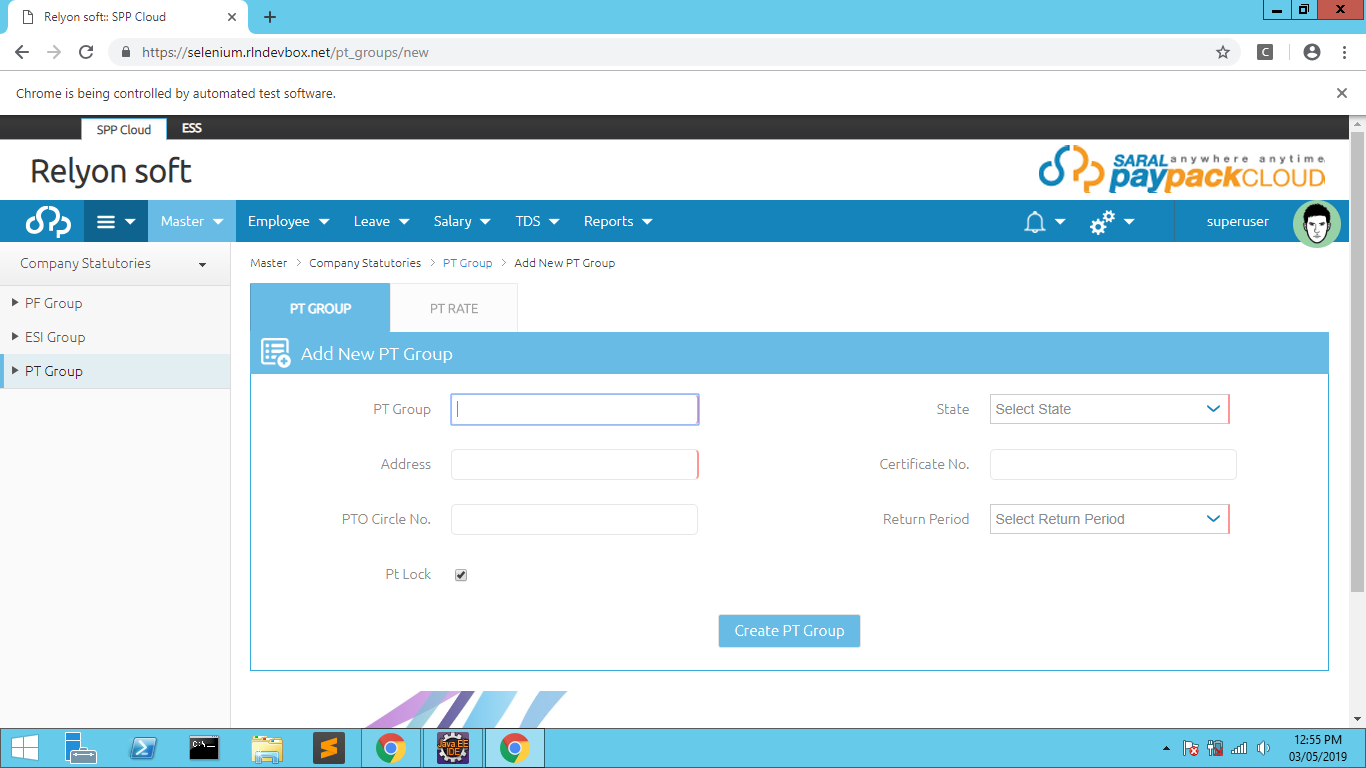 Relyon soft:: SPP Cloud
https://selenium.rlndevbox.net/pt_groups/new
C
Chrome is being controlled by automated test software.
SPP Cloud ESS
Relyon soft
SARAL anywhere anytime
paypackCLOUD
Master Employee Leave Salary TDS Reports superuser
Company Statutories
Master > Company Statutories > PT Group > Add New PT Group
PF Group
ESI Group
PT Group
PT GROUP PT RATE
Add New PT Group
PT Group State Select State
Address Certificate No.
PTO Circle No. Return Period Select Return Period
Pt Lock
Create PT Group
C:\_
Java EE
IDE
12:55 PM
03/05/2019